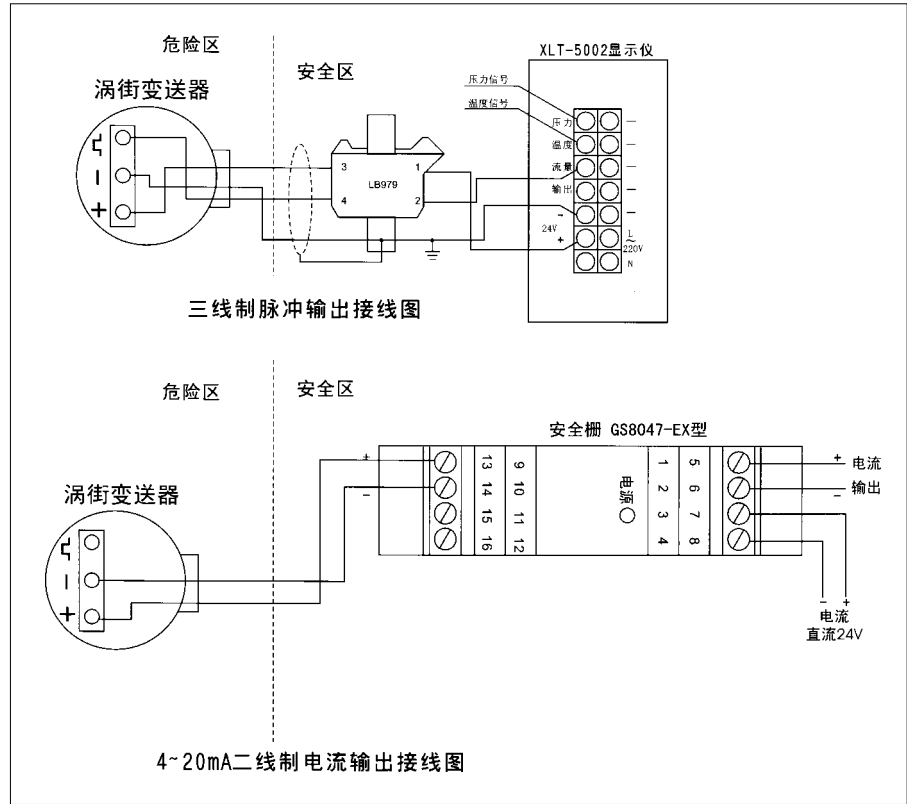 危险区
安全区
XLT-5002显示仪
涡街变送器
压力信号
温度信号
压力
温度
流量
输出
-
24V
+
—
—
—
—
—
L
~
220V
N
3
1
LB979
4
2
—
+
三线制脉冲输出接线图
危险区
安全区
安全栅 GS8047-EX型
涡街变送器
+
-
13
14
15
16
9
10
11
12
电源
1
2
3
4
5
6
7
8
+
电流
-
输出
—
+
-
+
电流
直流24V
4~20mA二线制电流输出接线图